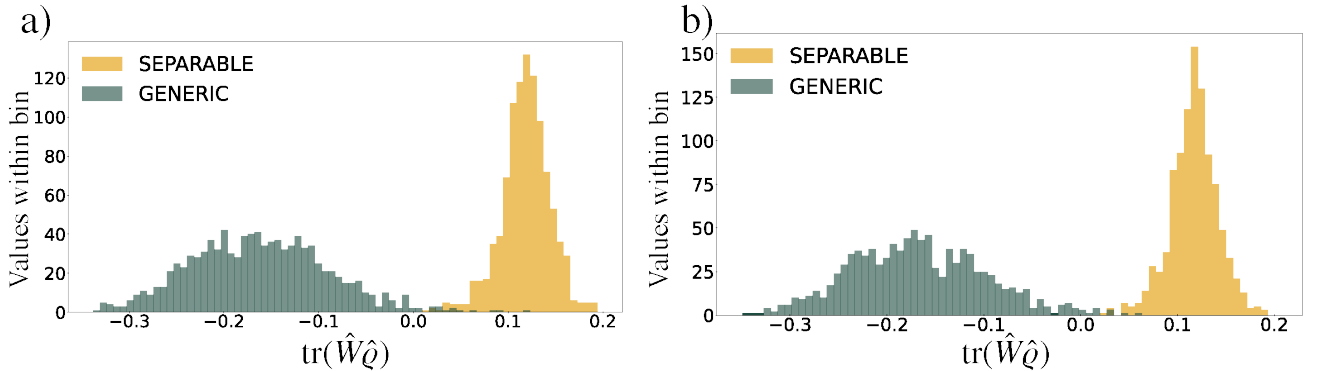 a)
SEPARABLE
GENERIC
Values within bin
120
100
80
60
40
20
0
−0.3 −0.2 −0.1 0.0 0.1 0.2
tr(Ŵϱ̂)
b)
SEPARABLE
GENERIC
Values within bin
150
125
100
75
50
25
0
−0.3 −0.2 −0.1 0.0 0.1 0.2
tr(Ŵϱ̂)